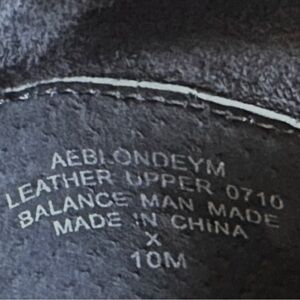 AEBLONDEYM
LEATHER UPPER 0710
BALANCE MAN MADE
MADE IN CHINA
X
10M